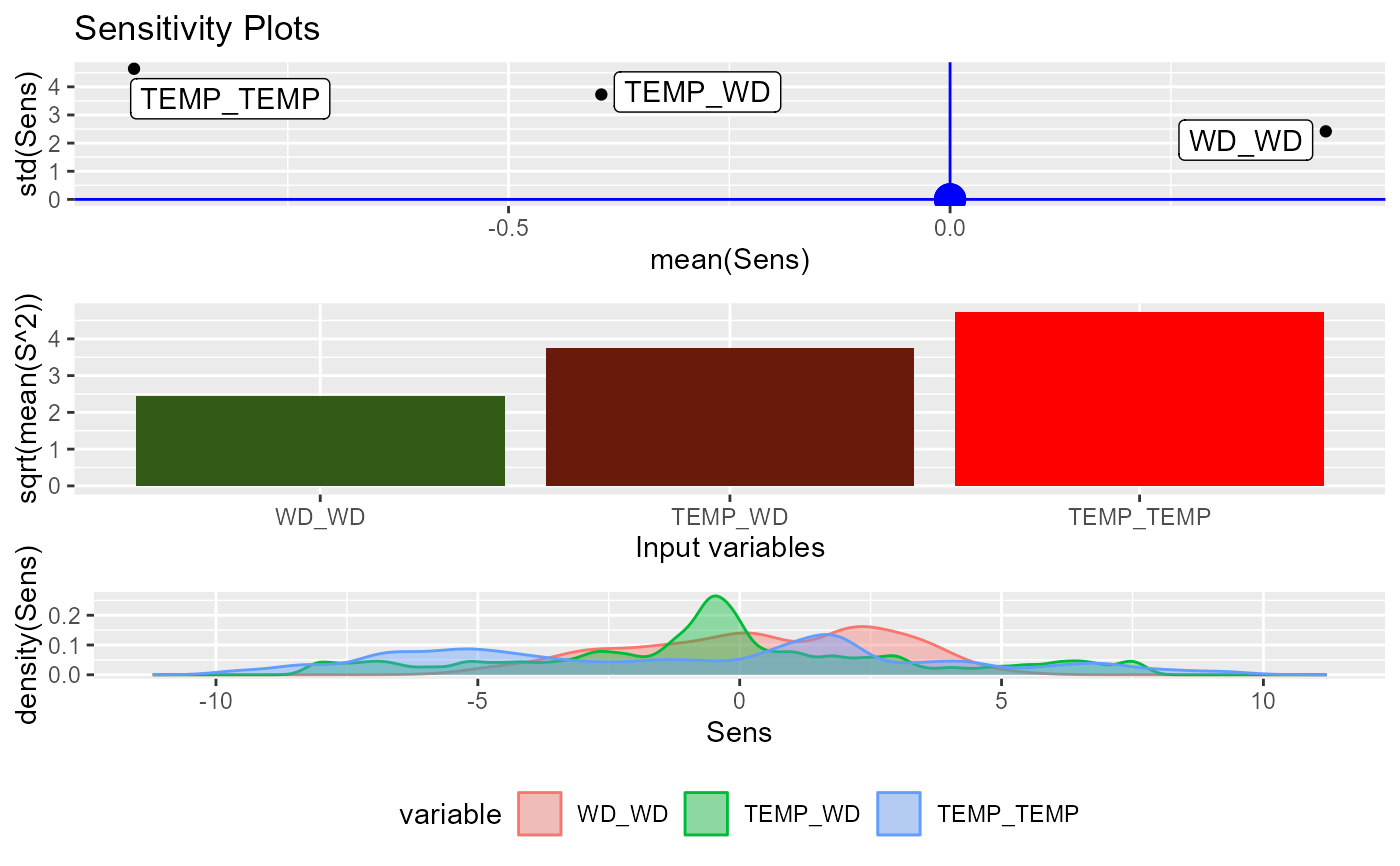 Sensitivity Plots
std(Sens)
4
3
2
1
0
TEMP_TEMP
TEMP_WD
WD_WD
-0.5
0.0
mean(Sens)
sqrt(mean(S^2))
4
3
2
1
0
WD_WD
TEMP_WD
TEMP_TEMP
Input variables
density(Sens)
0.2
0.1
0.0
-10
-5
0
5
10
Sens
variable
WD_WD
TEMP_WD
TEMP_TEMP